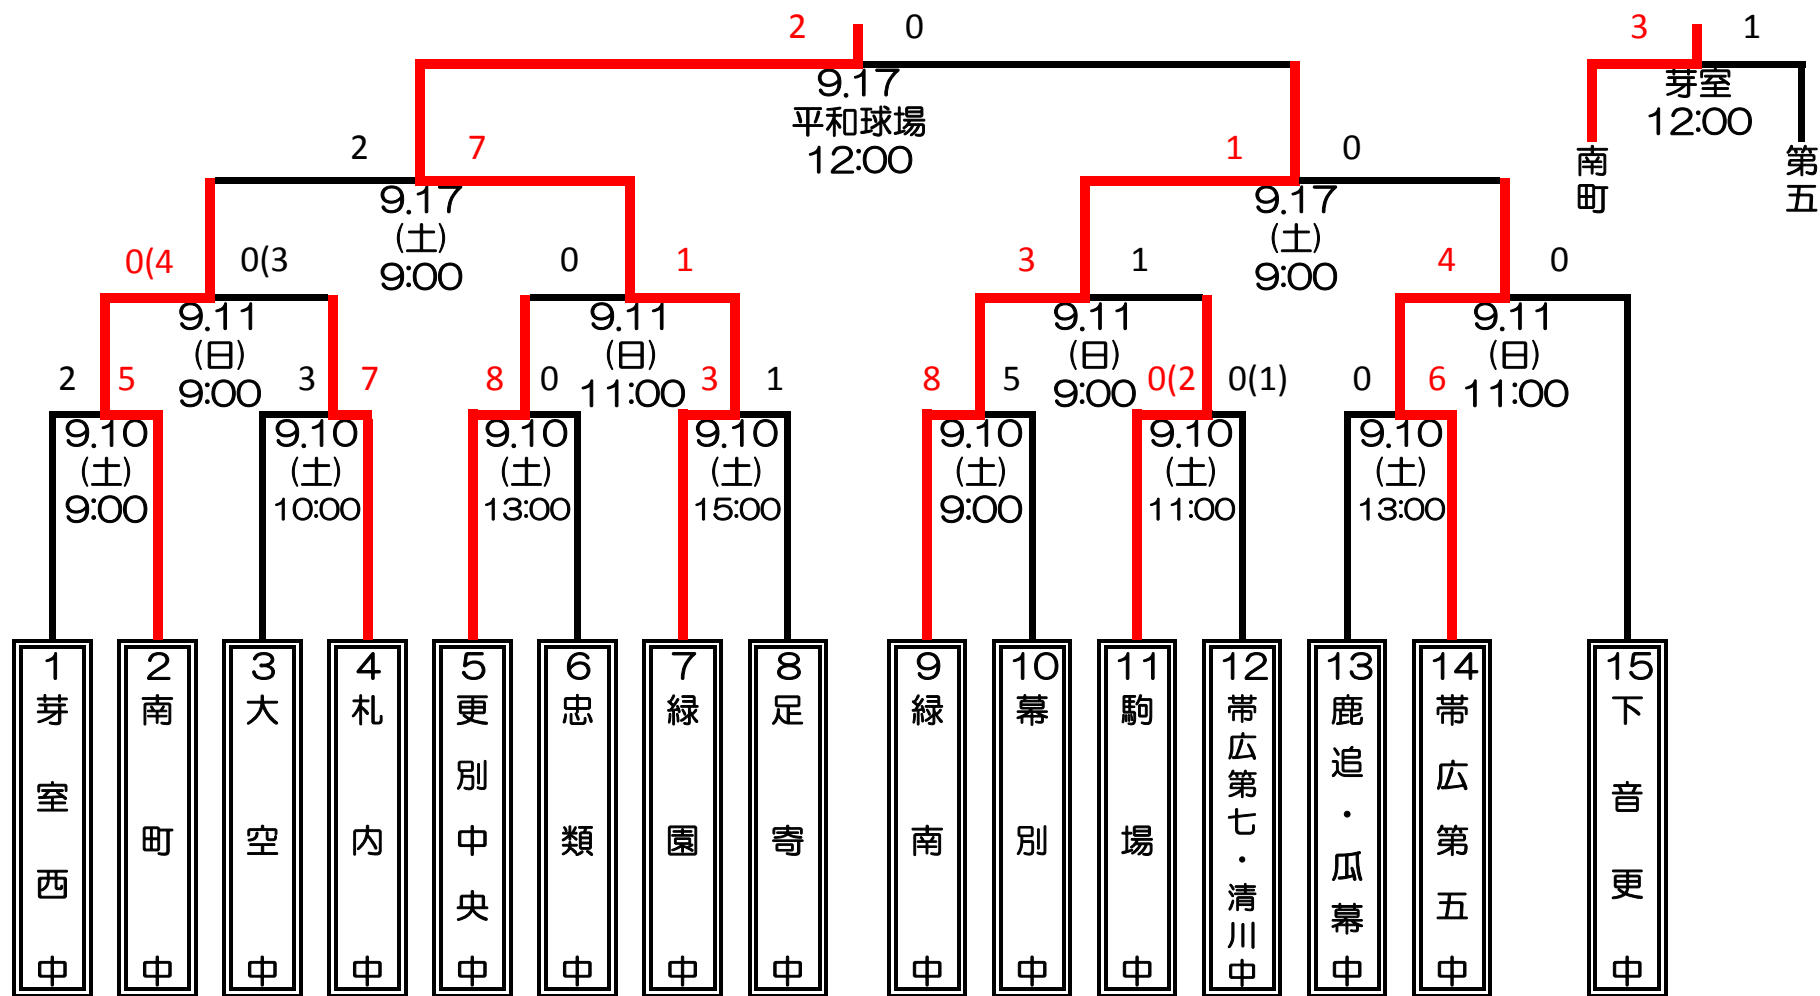 2 0 3 1
9.17
平和球場
12:00
芽室
12:00
南町
第五
2 7 1 0
9.17
(土)
9:00
9.17
(土)
9:00
0(4 0(3 0 1 3 1 4 0
9.11
(日)
9:00
9.11
(日)
11:00
9.11
(日)
9:00
9.11
(日)
11:00
2 5 3 7 8 0 3 1 8 5 0(2 0(1) 0 6
9.10
(土)
9:00
9.10
(土)
10:00
9.10
(土)
13:00
9.10
(土)
15:00
9.10
(土)
9:00
9.10
(土)
11:00
9.10
(土)
13:00
1
芽室西中
2
南町中
3
大空中
4
札内中
5
更別中央中
6
忠類中
7
緑園中
8
足寄中
9
緑南中
10
幕別中
11
駒場中
12
帯広第七・清川中
13
鹿追・瓜幕中
14
帯広第五中
15
下音更中